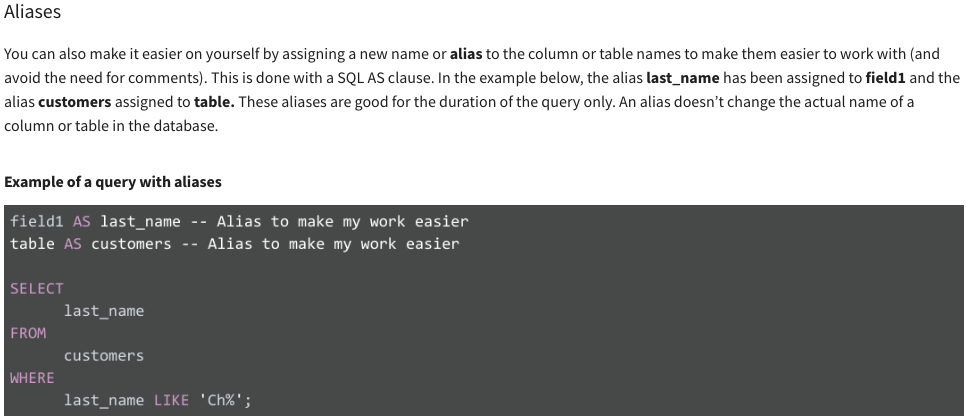 Aliases
You can also make it easier on yourself by assigning a new name or alias to the column or table names to make them easier to work with (and
avoid the need for comments). This is done with a SQL AS clause. In the example below, the alias last_name has been assigned to field1 and the
alias customers assigned to table. These aliases are good for the duration of the query only. An alias doesn’t change the actual name of a
column or table in the database.
Example of a query with aliases
field1 AS last_name -- Alias to make my work easier
table AS customers -- Alias to make my work easier
SELECT
last_name
FROM
customers
WHERE
last_name LIKE 'Ch%';